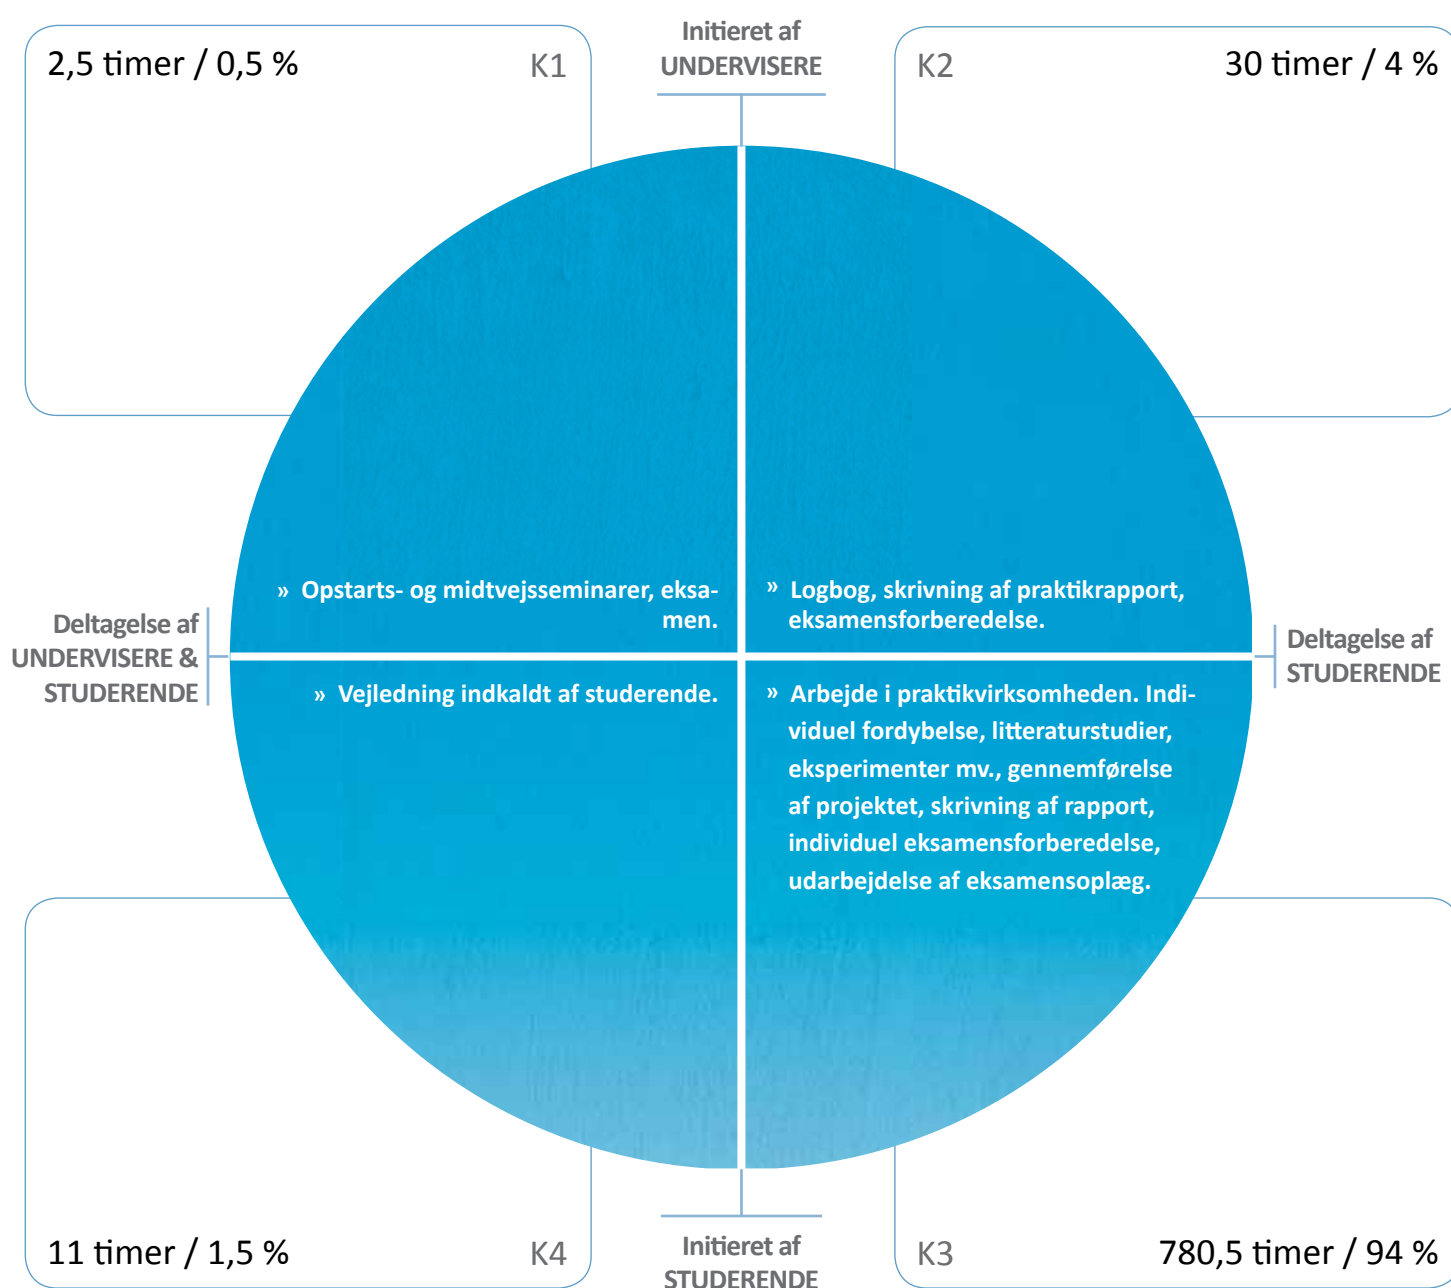 2,5 timer / 0,5 %
K1
Initieret af
UNDERVISERE
K2
30 timer / 4 %
» Opstarts- og midtvejsseminarer, eksa-
men.
» Logbog, skrivning af praktikrapport,
eksamensforberedelse.
Deltagelse af
UNDERVISERE &
STUDERENDE
Deltagelse af
STUDERENDE
» Vejledning indkaldt af studerende.
» Arbejde i praktikvirksomheden. Indi-
viduel fordybelse, litteraturstudier,
eksperimenter mv., gennemførelse
af projektet, skrivning af rapport,
individuel eksamensforberedelse,
udarbejdelse af eksamensoplæg.
11 timer / 1,5 %
K4
Initieret af
STUDERENDE
K3
780,5 timer / 94 %